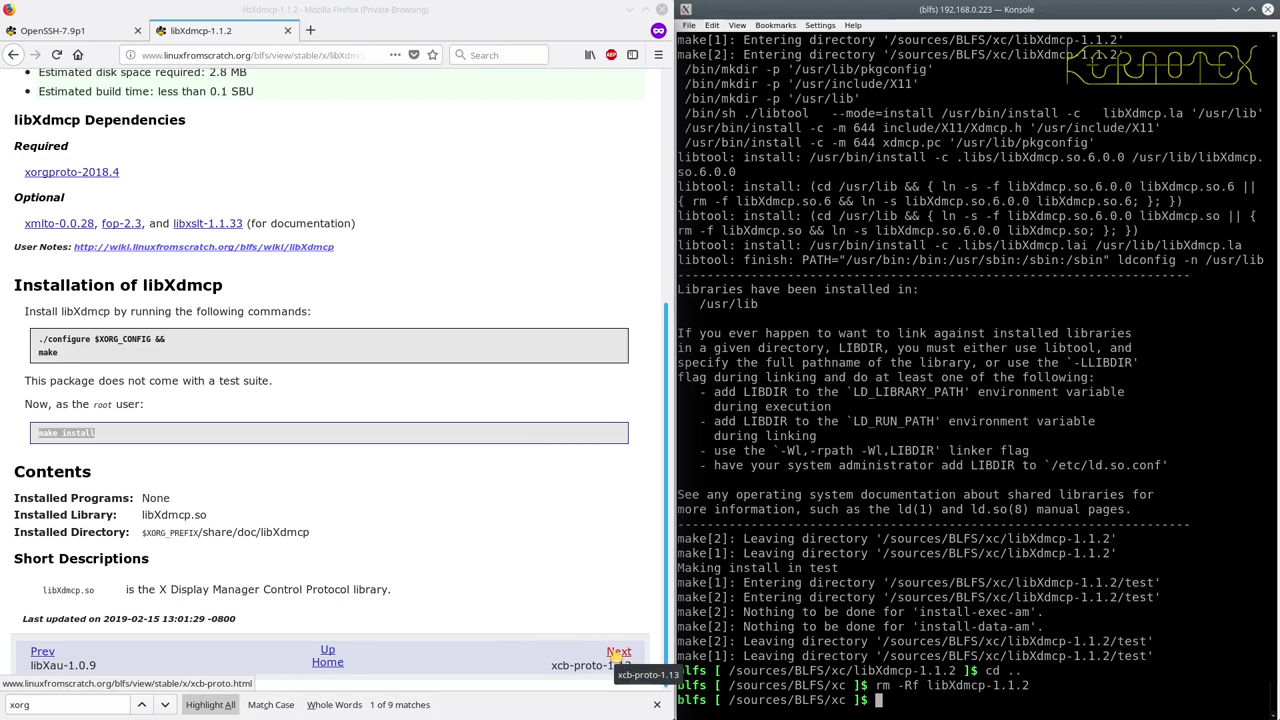 libXdmcp-1.1.2 - Mozilla Firefox (Private Browsing)
OpenSSH-7.9p1
libXdmcp-1.1.2
www.linuxfromscratch.org/blfs/view/stable/x/libXdmc
Search
Estimated disk space required: 2.8 MB
Estimated build time: less than 0.1 SBU
libXdmcp Dependencies
Required
xorgproto-2018.4
Optional
xmlto-0.0.28, fop-2.3, and libxslt-1.1.33 (for documentation)
User Notes: http://wiki.linuxfromscratch.org/blfs/wiki/libXdmcp
Installation of libXdmcp
Install libXdmcp by running the following commands:
./configure $XORG_CONFIG &&
make
This package does not come with a test suite.
Now, as the root user:
make install
Contents
Installed Programs: None
Installed Library: libXdmcp.so
Installed Directory: $XORG_PREFIX/share/doc/libXdmcp
Short Descriptions
libXdmcp.so is the X Display Manager Control Protocol library.
Last updated on 2019-02-15 13:01:29 -0800
Prev Up Next
libXau-1.0.9 Home xcb-proto-1.13
xcb-proto-1.13
www.linuxfromscratch.org/blfs/view/stable/x/xcb-proto.html
xorg
Highlight All Match Case Whole Words 1 of 9 matches
(blfs) 192.168.0.223 — Konsole
File Edit View Bookmarks Settings Help
make[1]: Entering directory '/sources/BLFS/xc/libXdmcp-1.1.2'
make[2]: Entering directory '/sources/BLFS/xc/libXdmcp-1.1.2'
/bin/mkdir -p '/usr/lib/pkgconfig'
/bin/mkdir -p '/usr/include/X11'
/bin/mkdir -p '/usr/lib'
/bin/sh ./libtool --mode=install /usr/bin/install -c libXdmcp.la '/usr/lib'
/usr/bin/install -c -m 644 include/X11/Xdmcp.h '/usr/include/X11'
/usr/bin/install -c -m 644 xdmcp.pc '/usr/lib/pkgconfig'
libtool: install: /usr/bin/install -c .libs/libXdmcp.so.6.0.0 /usr/lib/libXdmcp.
so.6.0.0
libtool: install: (cd /usr/lib && { ln -s -f libXdmcp.so.6.0.0 libXdmcp.so.6 ||
{ rm -f libXdmcp.so.6 && ln -s libXdmcp.so.6.0.0 libXdmcp.so.6; }; })
libtool: install: (cd /usr/lib && { ln -s -f libXdmcp.so.6.0.0 libXdmcp.so || {
rm -f libXdmcp.so && ln -s libXdmcp.so.6.0.0 libXdmcp.so; }; })
libtool: install: /usr/bin/install -c .libs/libXdmcp.lai /usr/lib/libXdmcp.la
libtool: finish: PATH="/usr/bin:/bin:/usr/sbin:/sbin:/sbin" ldconfig -n /usr/lib
----------------------------------------------------------------------
Libraries have been installed in:
/usr/lib
If you ever happen to want to link against installed libraries
in a given directory, LIBDIR, you must either use libtool, and
specify the full pathname of the library, or use the `-LLIBDIR'
flag during linking and do at least one of the following:
- add LIBDIR to the `LD_LIBRARY_PATH' environment variable
during execution
- add LIBDIR to the `LD_RUN_PATH' environment variable
during linking
- use the `-Wl,-rpath -Wl,LIBDIR' linker flag
- have your system administrator add LIBDIR to `/etc/ld.so.conf'
See any operating system documentation about shared libraries for
more information, such as the ld(1) and ld.so(8) manual pages.
----------------------------------------------------------------------
make[2]: Leaving directory '/sources/BLFS/xc/libXdmcp-1.1.2'
make[1]: Leaving directory '/sources/BLFS/xc/libXdmcp-1.1.2'
Making install in test
make[1]: Entering directory '/sources/BLFS/xc/libXdmcp-1.1.2/test'
make[2]: Entering directory '/sources/BLFS/xc/libXdmcp-1.1.2/test'
make[2]: Nothing to be done for 'install-exec-am'.
make[2]: Nothing to be done for 'install-data-am'.
make[2]: Leaving directory '/sources/BLFS/xc/libXdmcp-1.1.2/test'
make[1]: Leaving directory '/sources/BLFS/xc/libXdmcp-1.1.2/test'
blfs [ /sources/BLFS/xc/libXdmcp-1.1.2 ]$ cd ..
blfs [ /sources/BLFS/xc ]$ rm -Rf libXdmcp-1.1.2
blfs [ /sources/BLFS/xc ]$